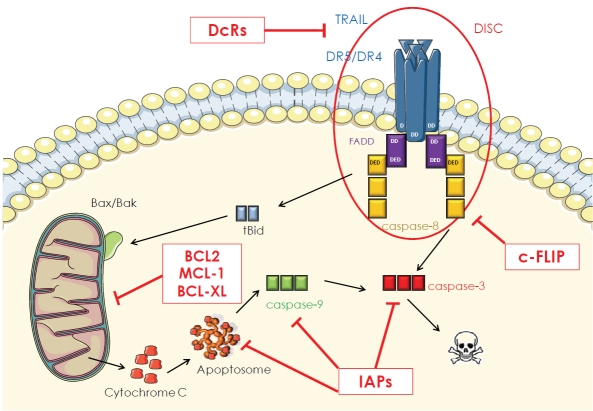 DcRs
TRAIL
DISC
DR5/DR4
D
D
DD
FADD
DD
DED
DD
DED
DED
DED
Bax/Bak
tBid
caspase-8
c-FLIP
BCL2
MCL-1
BCL-XL
caspase-9
caspase-3
Cytochrome C
Apoptosome
IAPs